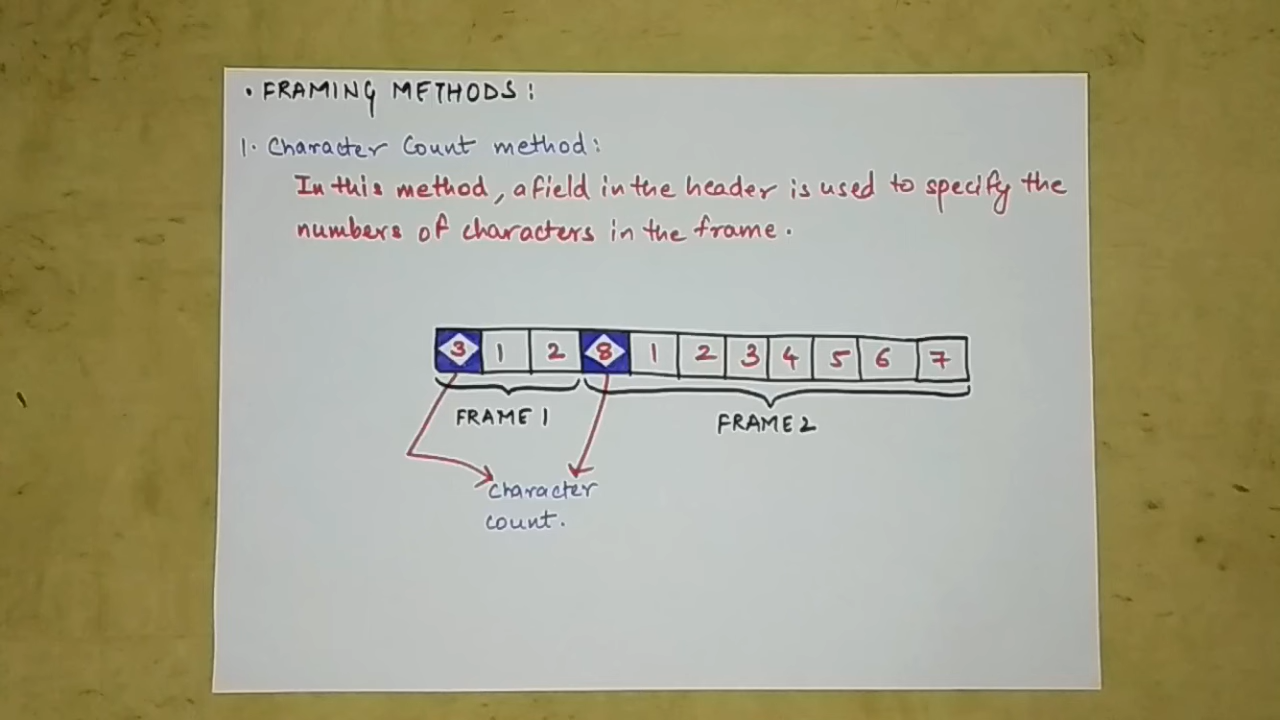 • FRAMING METHODS:
1. Character Count method:
In this method, a field in the header is used to specify the
numbers of characters in the frame.
3 1 2 8 1 2 3 4 5 6 7
FRAME 1 FRAME 2
character
count.